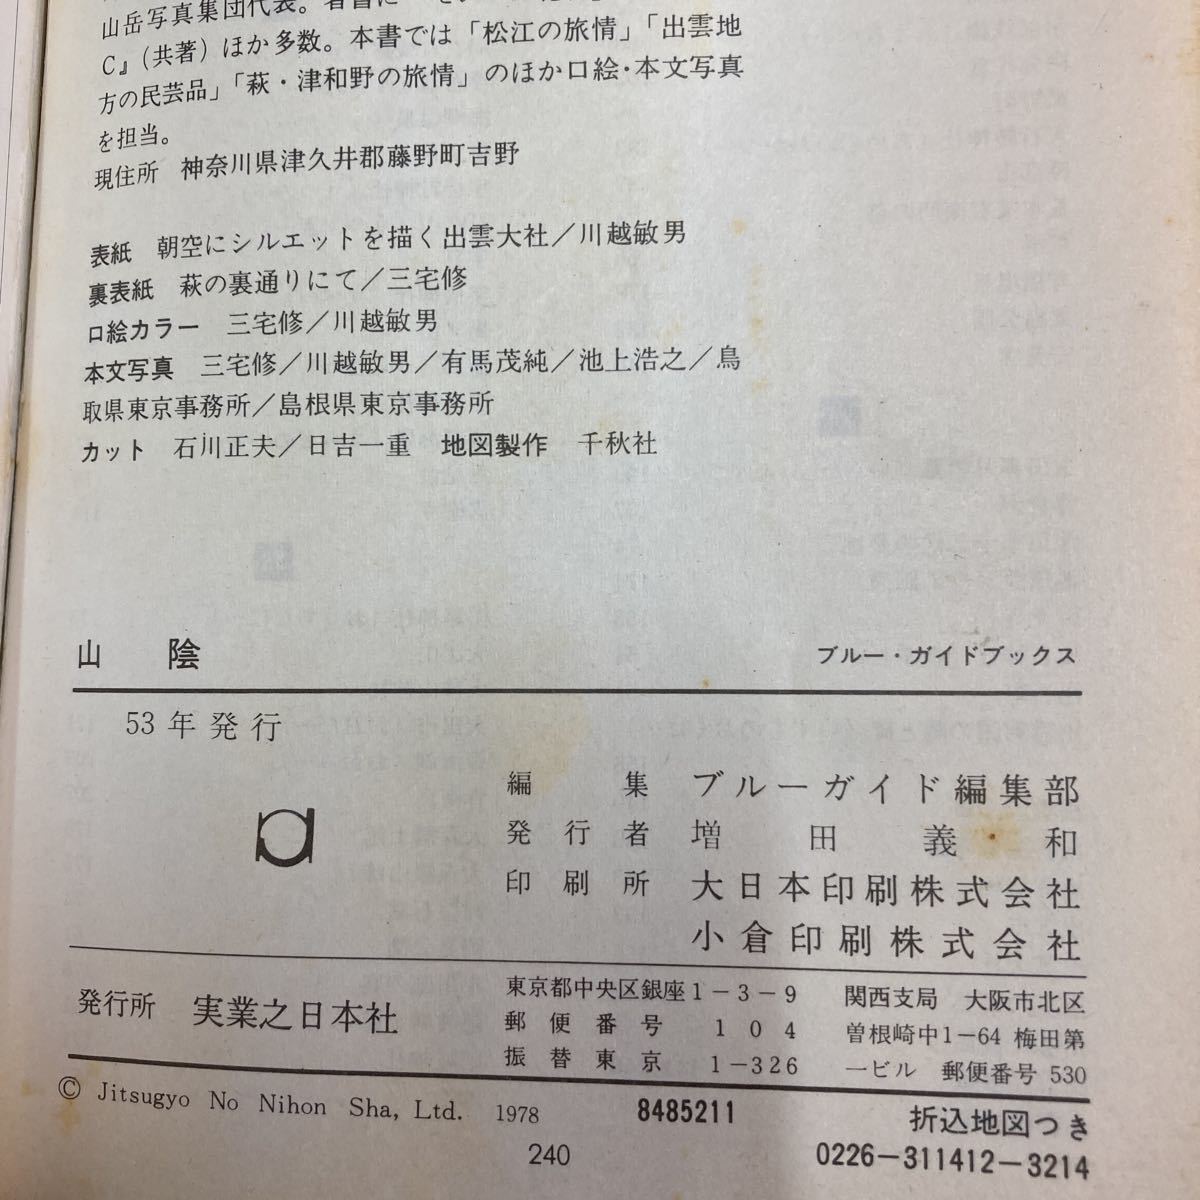 山岳写真集団代表。著書に
C』(共著)ほか多数。本書では「松江の旅情」「出雲地
方の民芸品」「萩・津和野の旅情」のほか口絵・本文写真
を担当。
現住所 神奈川県津久井郡藤野町吉野
表紙 朝空にシルエットを描く出雲大社／川越敏男
裏表紙 萩の裏通りにて／三宅修
口絵カラー 三宅修／川越敏男
本文写真 三宅修／川越敏男／有馬茂純／池上浩之／鳥
取県東京事務所／島根県東京事務所
カット 石川正夫／日吉一重 地図製作 千秋社
山 陰 ブルー・ガイドブックス
53年発行
編集 ブルーガイド編集部
発行者 増田義和
印刷所 大日本印刷株式会社
小倉印刷株式会社
発行所 実業之日本社
東京都中央区銀座1-3-9
郵便番号 104
振替東京 1-326
関西支局 大阪市北区
曽根崎中1-64 梅田第
一ビル 郵便番号 530
© Jitsugyo No Nihon Sha, Ltd. 1978 8485211 折込地図つき
240 0226-311412-3214